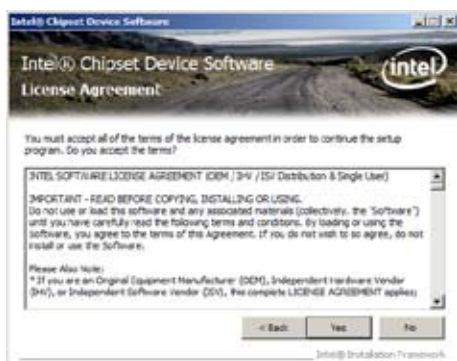 Intel® Chipset Device Software
Intel® Chipset Device Software
License Agreement
intel
You must accept all of the terms of the license agreement in order to continue the setup
program. Do you accept the terms?
INTEL SOFTWARE LICENSE AGREEMENT (OEM / IHV / ISV Distribution & Single User)
IMPORTANT - READ BEFORE COPYING, INSTALLING OR USING.
Do not use or load this software and any associated materials (collectively, the "Software")
until you have carefully read the following terms and conditions. By loading or using the
Software, you agree to the terms of this Agreement. If you do not wish to so agree, do not
install or use the Software.
Please Also Note:
* If you are an Original Equipment Manufacturer (OEM), Independent Hardware Vendor
(IHV), or Independent Software Vendor (ISV), this complete LICENSE AGREEMENT applies;
< Back
Yes
No
Intel® Installation Framework